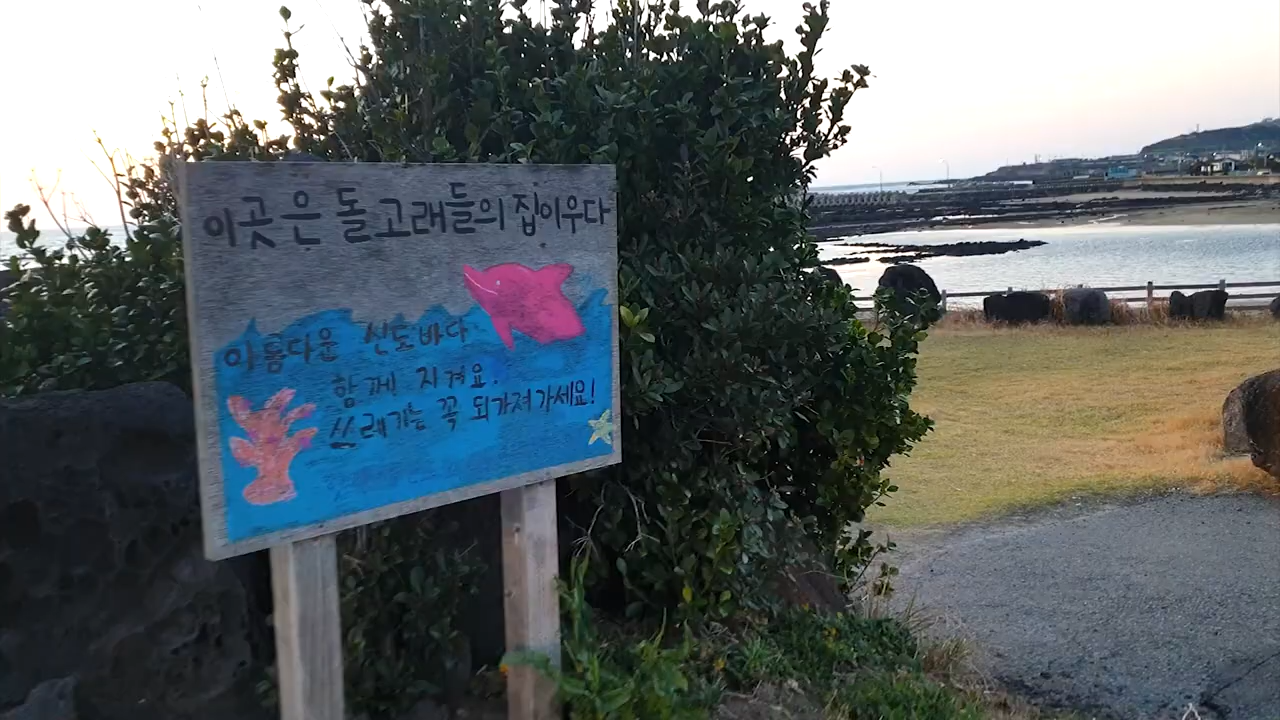 이곳은 돌고래들의 집이우다
아름다운 신도바다
함께 지켜요.
쓰레기는 꼭 되가져가세요!